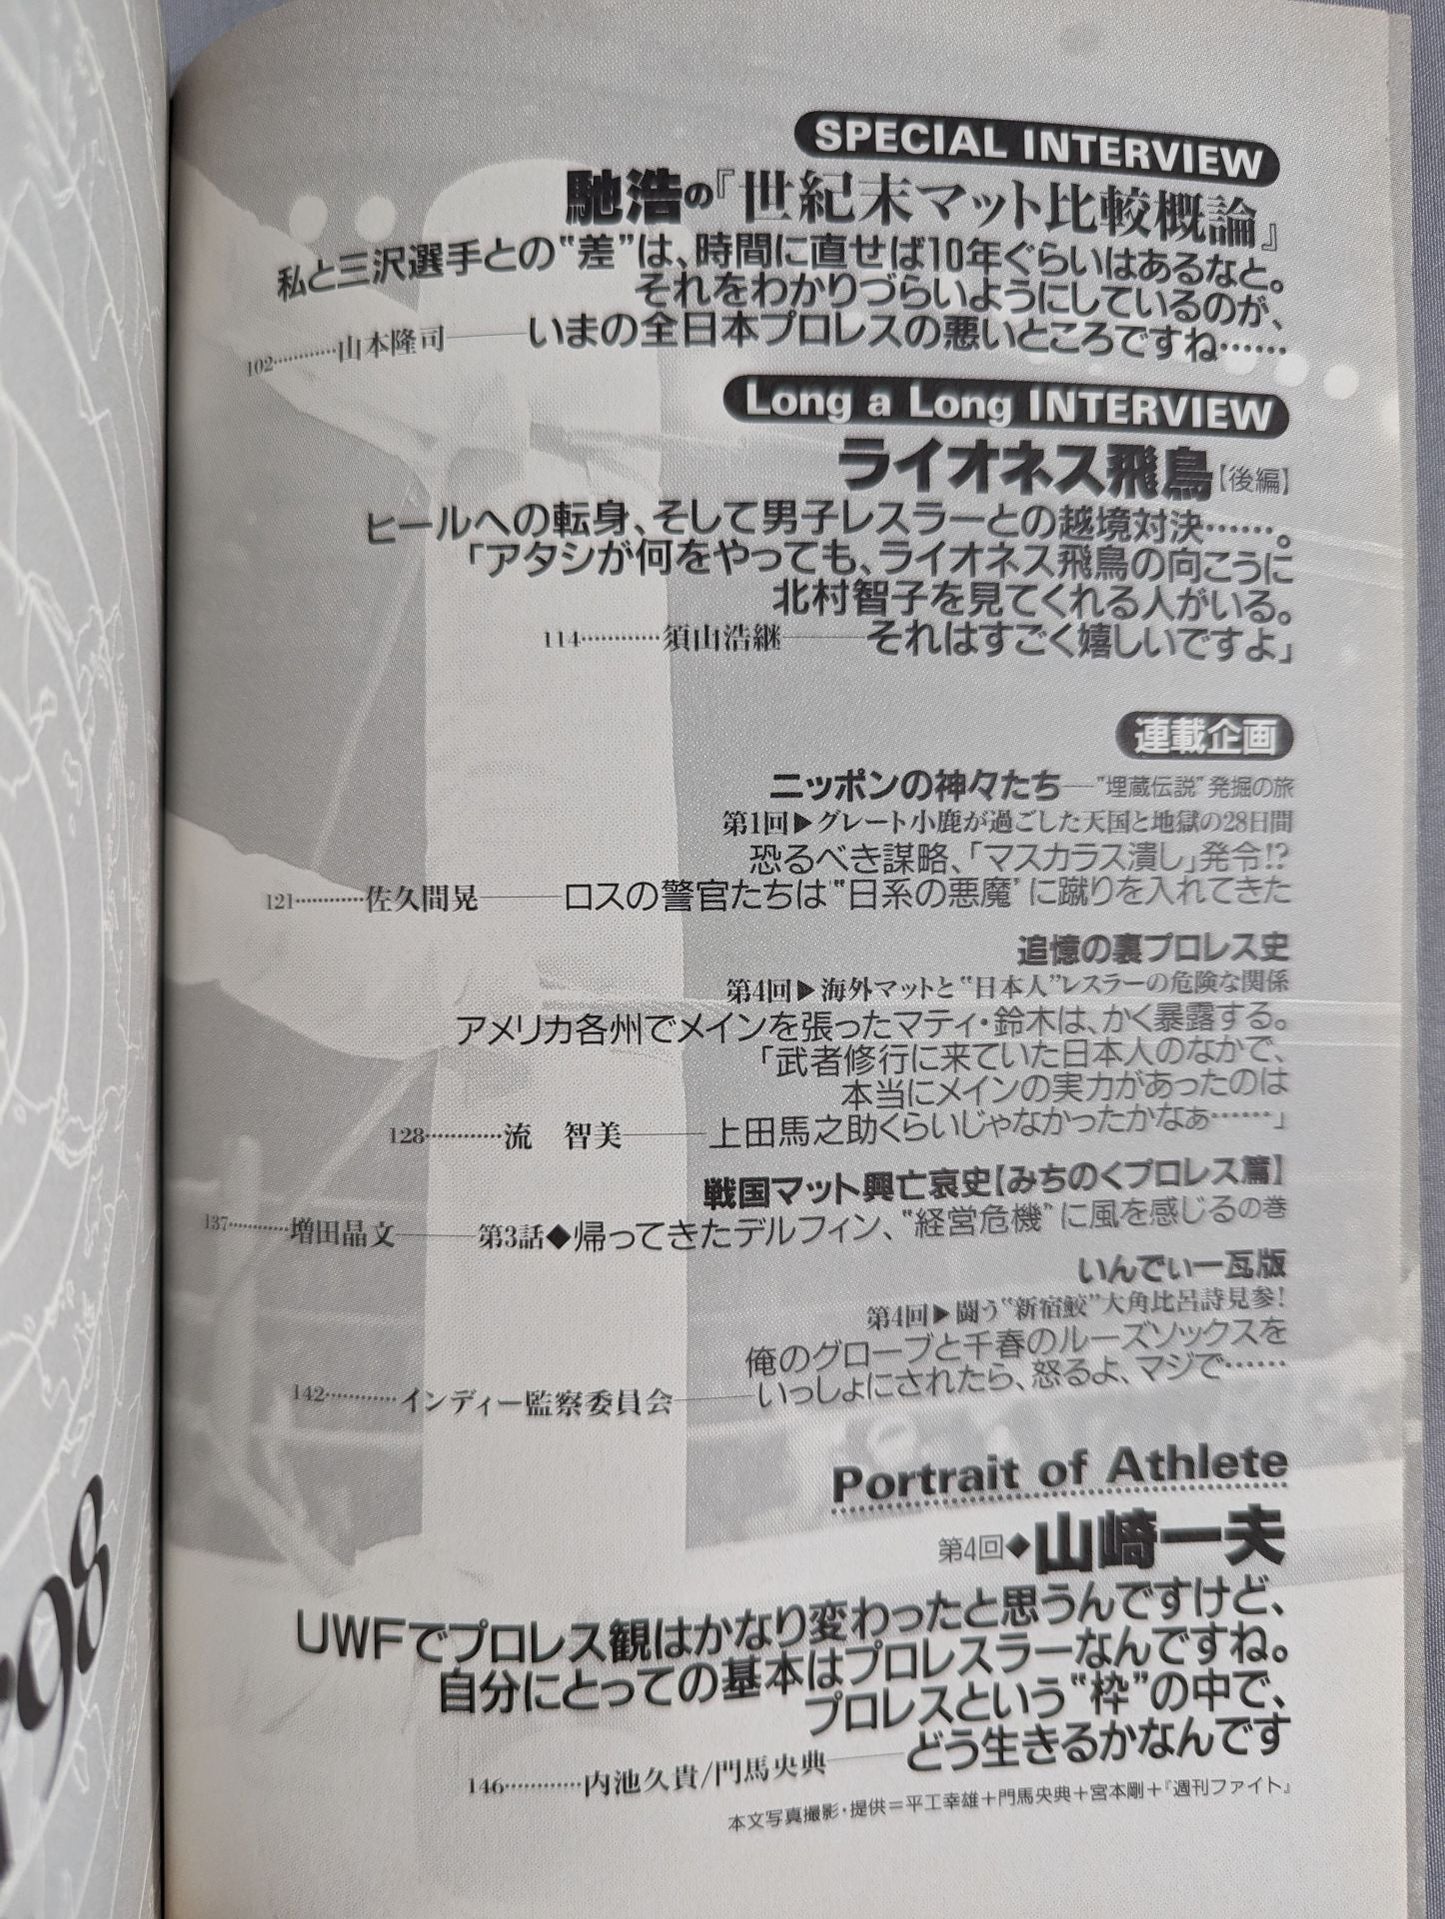 SPECIAL INTERVIEW
馳浩の『世紀末マット比較概論』
私と三沢選手との“差”は、時間に直せば10年ぐらいはあるなと。
それをわかりづらいようにしているのが、
102…………山本隆司――いまの全日本プロレスの悪いところですね……
Long a Long INTERVIEW
ライオネス飛鳥【後編】
ヒールへの転身、そして男子レスラーとの越境対決……。
「アタシが何をやっても、ライオネス飛鳥の向こうに
北村智子を見てくれる人がいる。
114…………須山浩継――それはすごく嬉しいですよ」
連載企画
ニッポンの神々たち―“埋蔵伝説”発掘の旅
第1回▶グレート小鹿が過ごした天国と地獄の28日間
恐るべき謀略、「マスカラス潰し」発令!?
121…………佐久間晃――ロスの警官たちは“日系の悪魔”に蹴りを入れてきた
追憶の裏プロレス史
第4回▶海外マットと“日本人”レスラーの危険な関係
アメリカ各州でメインを張ったマティ・鈴木は、かく暴露する。
「武者修行に来ていた日本人のなかで、
本当にメインの実力があったのは
128…………流　智美――上田馬之助くらいじゃなかったかなぁ……」
戦国マット興亡哀史【みちのくプロレス篇】
137…………増田晶文――第3話◆帰ってきたデルフィン、“経営危機”に風を感じるの巻
いんでぃー瓦版
第4回▶闘う“新宿鮫”大角比呂詩見参!
俺のグローブと千春のルーズソックスを
142…………インディー監察委員会――いっしょにされたら、怒るよ、マジで……
Portrait of Athlete
第4回◆山崎一夫
UWFでプロレス観はかなり変わったと思うんですけど、
自分にとっての基本はプロレスラーなんですね。
プロレスという“枠”の中で、
146…………内池久貴/門馬央典――どう生きるかなんです
本文写真撮影・提供＝平工幸雄＋門馬央典＋宮本剛＋『週刊ファイト』
98